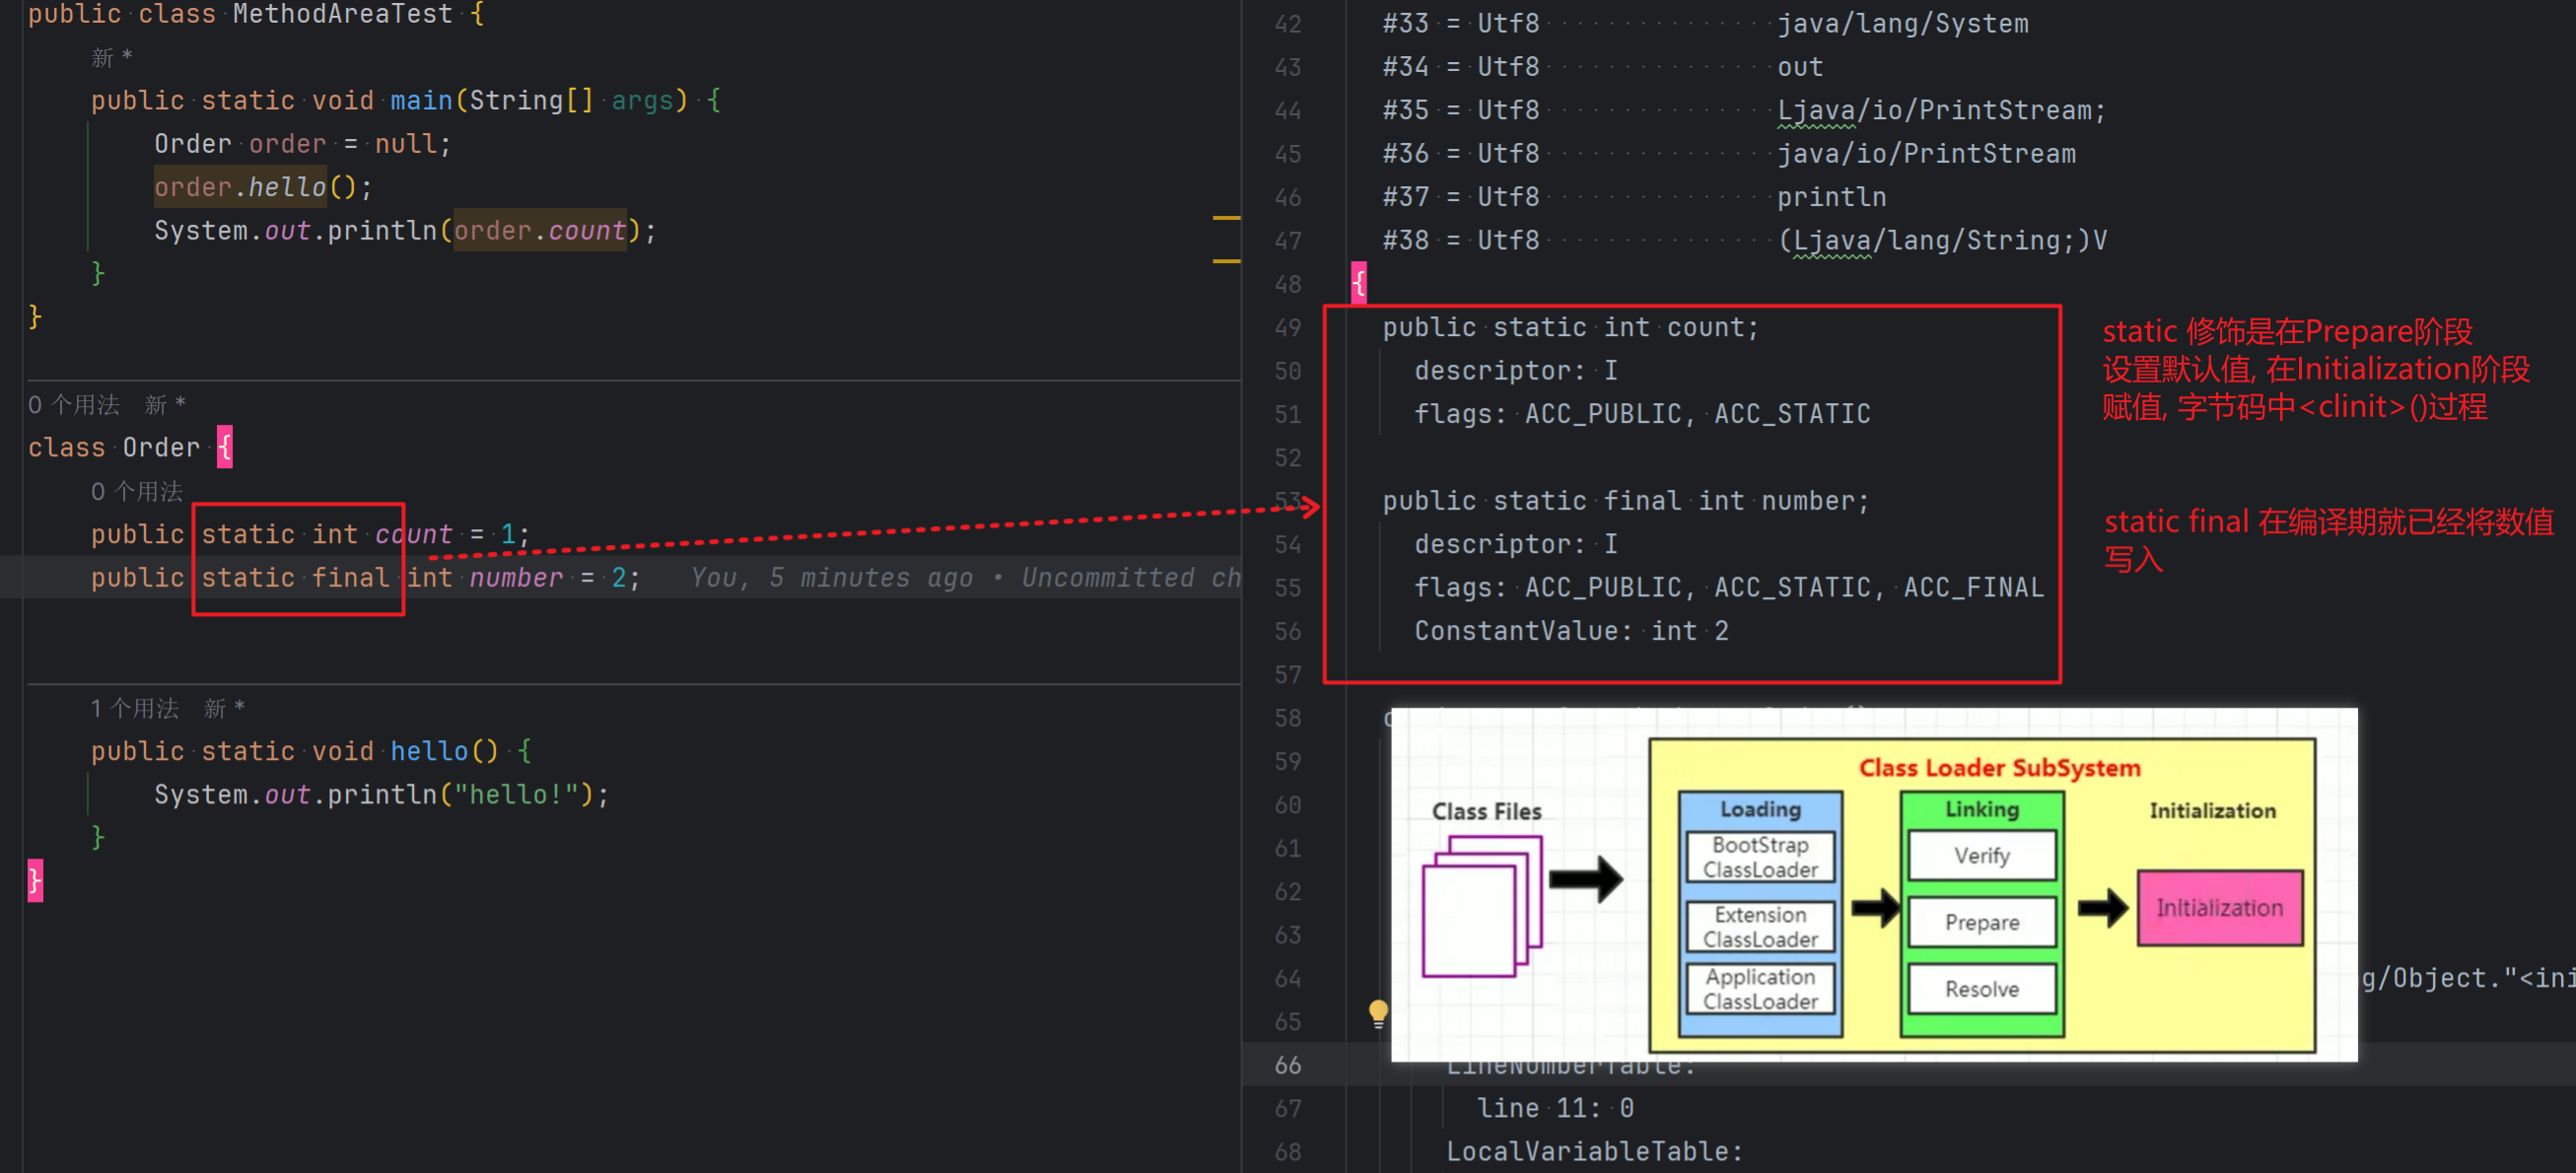 public class MethodAreaTest {
新 *
public static void main(String[] args) {
Order order = null;
order.hello();
System.out.println(order.count);
}
}
0 个用法 新 *
class Order {
0 个用法
public static int count = 1;
public static final int number = 2; You, 5 minutes ago • Uncommitted ch
1 个用法 新 *
public static void hello() {
System.out.println("hello!");
}
}
42 #33 = Utf8 java/lang/System
43 #34 = Utf8 out
44 #35 = Utf8 Ljava/io/PrintStream;
45 #36 = Utf8 java/io/PrintStream
46 #37 = Utf8 println
47 #38 = Utf8 (Ljava/lang/String;)V
48 {
49 public static int count;
50 descriptor: I
51 flags: ACC_PUBLIC, ACC_STATIC
52
53 public static final int number;
54 descriptor: I
55 flags: ACC_PUBLIC, ACC_STATIC, ACC_FINAL
56 ConstantValue: int 2
57
58
59
60
61
62
63
64 g/Object."<ini
65
66 LineNumberTable:
67 line 11: 0
68 LocalVariableTable:
static 修饰是在Prepare阶段
设置默认值, 在Initialization阶段
赋值, 字节码中<clinit>()过程
static final 在编译期就已经将数值
写入
Class Loader SubSystem
Class Files
Loading
BootStrap
ClassLoader
Extension
ClassLoader
Application
ClassLoader
Linking
Verify
Prepare
Resolve
Initialization
Initialization